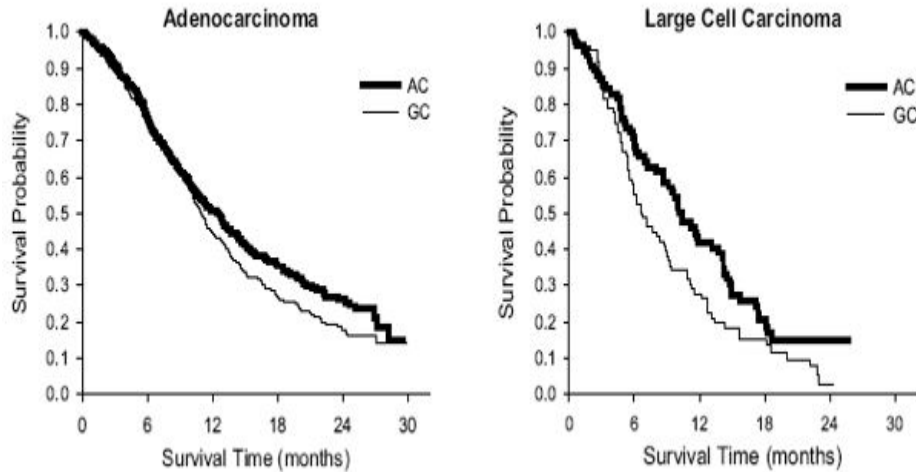 Adenocarcinoma
1.0
0.9
0.8
0.7
0.6
0.5
0.4
0.3
0.2
0.1
0.0
Survival Probability
AC
GC
0 6 12 18 24 30
Survival Time (months)
Large Cell Carcinoma
1.0
0.9
0.8
0.7
0.6
0.5
0.4
0.3
0.2
0.1
0.0
Survival Probability
AC
GC
0 6 12 18 24 30
Survival Time (months)